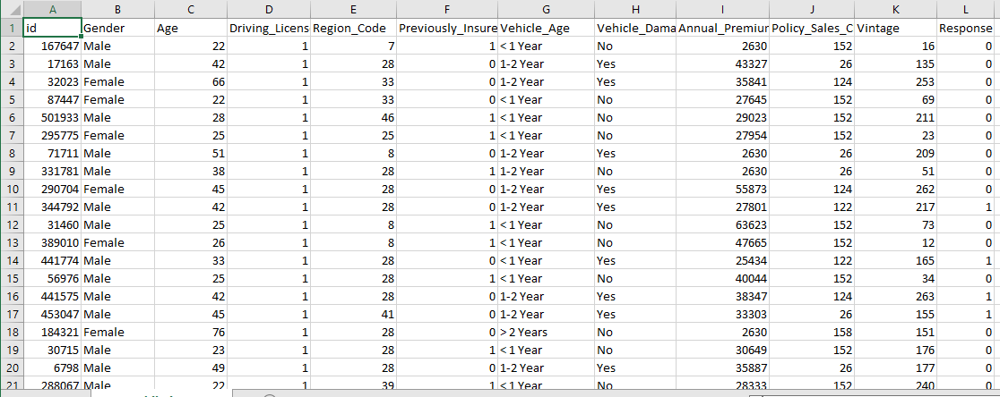 A B C D E F G H I J K L
1 id Gender Age Driving_Licens Region_Code Previously_Insure Vehicle_Age Vehicle_Dama Annual_Premiur Policy_Sales_C Vintage Response
2 167647 Male 22 1 7 1 < 1 Year No 2630 152 16 0
3 17163 Male 42 1 28 0 1-2 Year Yes 43327 26 135 0
4 32023 Female 66 1 33 0 1-2 Year Yes 35841 124 253 0
5 87447 Female 22 1 33 0 < 1 Year No 27645 152 69 0
6 501933 Male 28 1 46 1 < 1 Year No 29023 152 211 0
7 295775 Female 25 1 25 1 < 1 Year No 27954 152 23 0
8 71711 Male 51 1 8 0 1-2 Year Yes 2630 26 209 0
9 331781 Male 38 1 28 1 1-2 Year No 2630 26 51 0
10 290704 Female 45 1 28 0 1-2 Year Yes 55873 124 262 0
11 344792 Male 42 1 28 0 1-2 Year Yes 27801 122 217 1
12 31460 Male 25 1 8 1 < 1 Year No 63623 152 73 0
13 389010 Female 26 1 8 1 < 1 Year No 47665 152 12 0
14 441774 Male 33 1 28 0 < 1 Year Yes 25434 122 165 1
15 56976 Male 25 1 28 1 < 1 Year No 40044 152 34 0
16 441575 Male 42 1 28 0 1-2 Year Yes 38347 124 263 1
17 453047 Male 45 1 41 0 1-2 Year Yes 33303 26 155 1
18 184321 Female 76 1 28 0 > 2 Years No 2630 158 151 0
19 30715 Male 23 1 28 1 < 1 Year No 30649 152 176 0
20 6798 Male 49 1 28 0 1-2 Year Yes 35887 26 177 0
21 288067 Male 22 1 39 1 < 1 Year No 28333 152 240 0